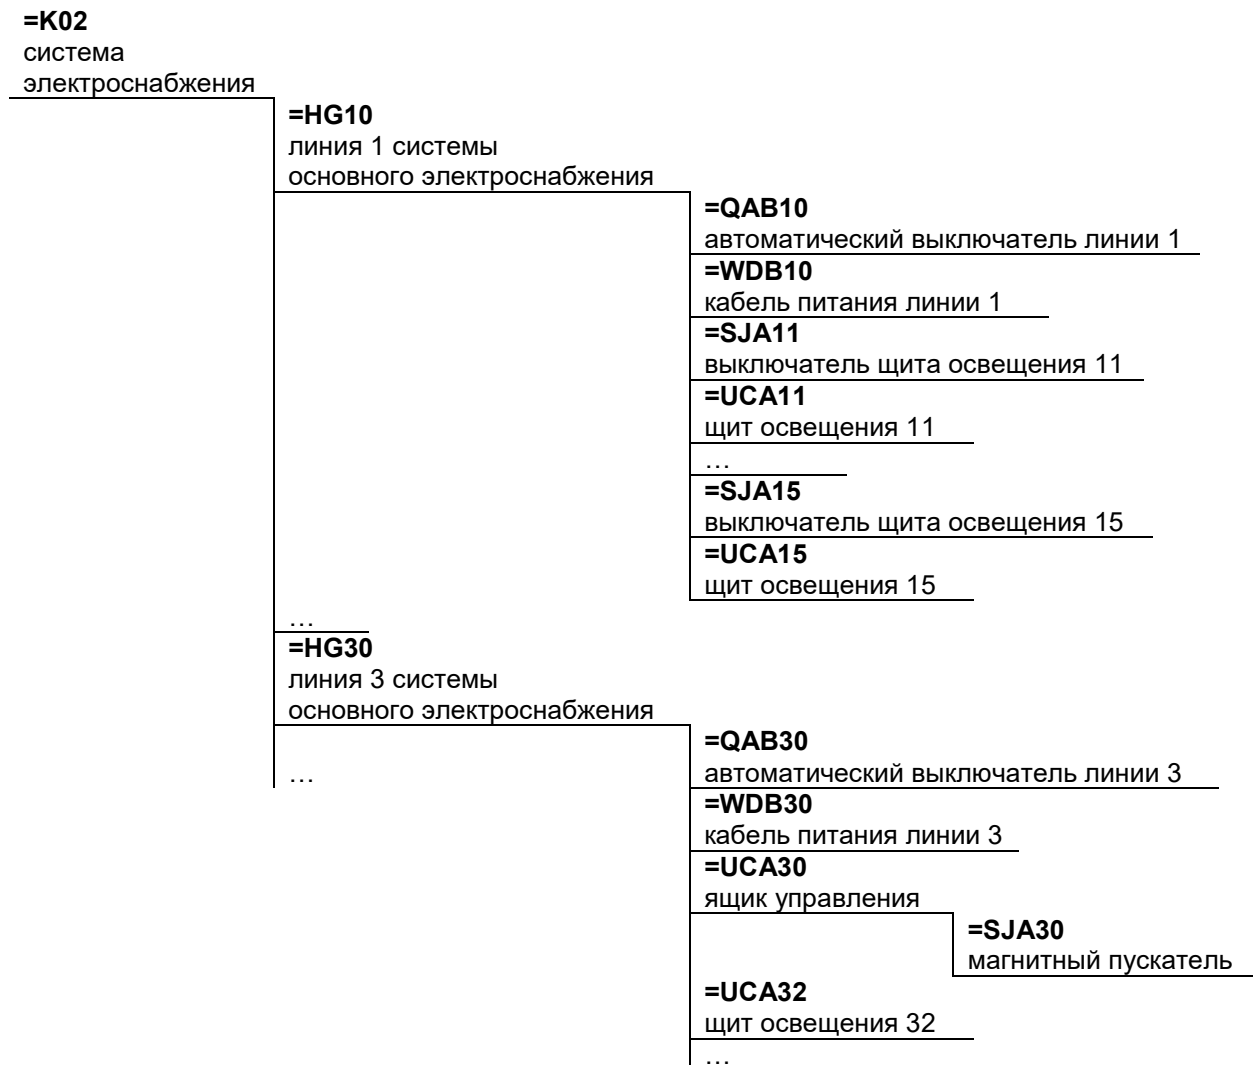 =K02
система
электроснабжения
=HG10
линия 1 системы
основного электроснабжения
=QAB10
автоматический выключатель линии 1
=WDB10
кабель питания линии 1
=SJA11
выключатель щита освещения 11
=UCA11
щит освещения 11
…
=SJA15
выключатель щита освещения 15
=UCA15
щит освещения 15
…
=HG30
линия 3 системы
основного электроснабжения
=QAB30
автоматический выключатель линии 3
=WDB30
кабель питания линии 3
=UCA30
ящик управления
=SJA30
магнитный пускатель
=UCA32
щит освещения 32
…
…